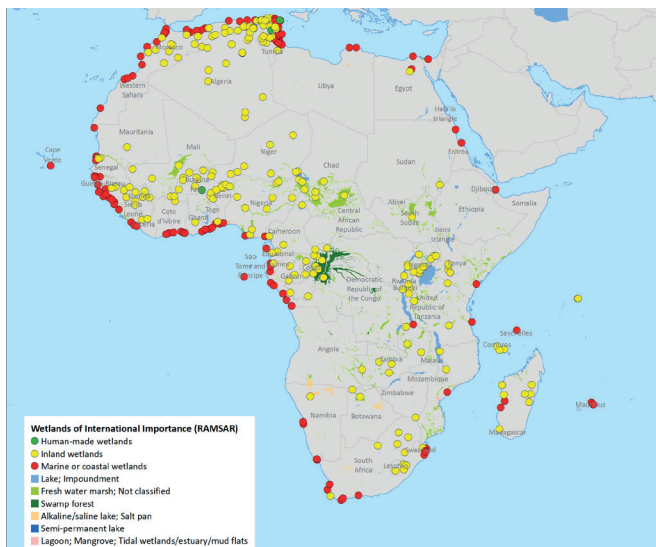 Morocco
Tunisia
Algeria
Libya
Egypt
Western
Sahara
Hala'ib
triangle
Mauritania
Cape
Verde
Mali
Niger
Chad
Sudan
Eritrea
Senegal
Djibouti
Somalia
Nigeria
Abyei
South
Sudan
Ethiopia
Ilemi
triangle
Central
African
Republic
Cote
d'Ivoire
Ghana
Togo
Benin
Cameroon
Sao
Tome and
Principe
Democratic
Republic of
the Congo
Kenya
Rwanda
United
Republic of
Tanzania
Seychelles
Comoros
Angola
Zambia
Malawi
Mozambique
Zimbabwe
Namibia
Botswana
Madagascar
Mauritius
Swaziland
South
Africa
Lesotho
Wetlands of International Importance (RAMSAR)
Human-made wetlands
Inland wetlands
Marine or coastal wetlands
Lake; Impoundment
Fresh water marsh; Not classified
Swamp forest
Alkaline/saline lake; Salt pan
Semi-permanent lake
Lagoon; Mangrove; Tidal wetlands/estuary/mud flats